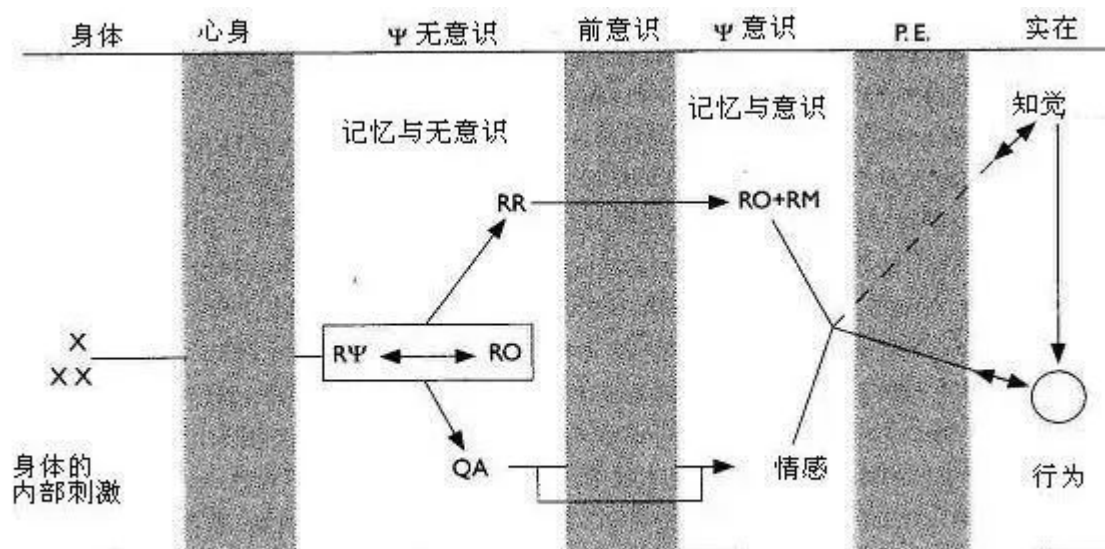 身体 心身 Ψ 无意识 前意识 Ψ 意识 P.E. 实在
记忆与无意识
记忆与意识
知觉
RR
RO+RM
X
XX
RΨ
RO
QA
情感
行为
身体的
内部刺激